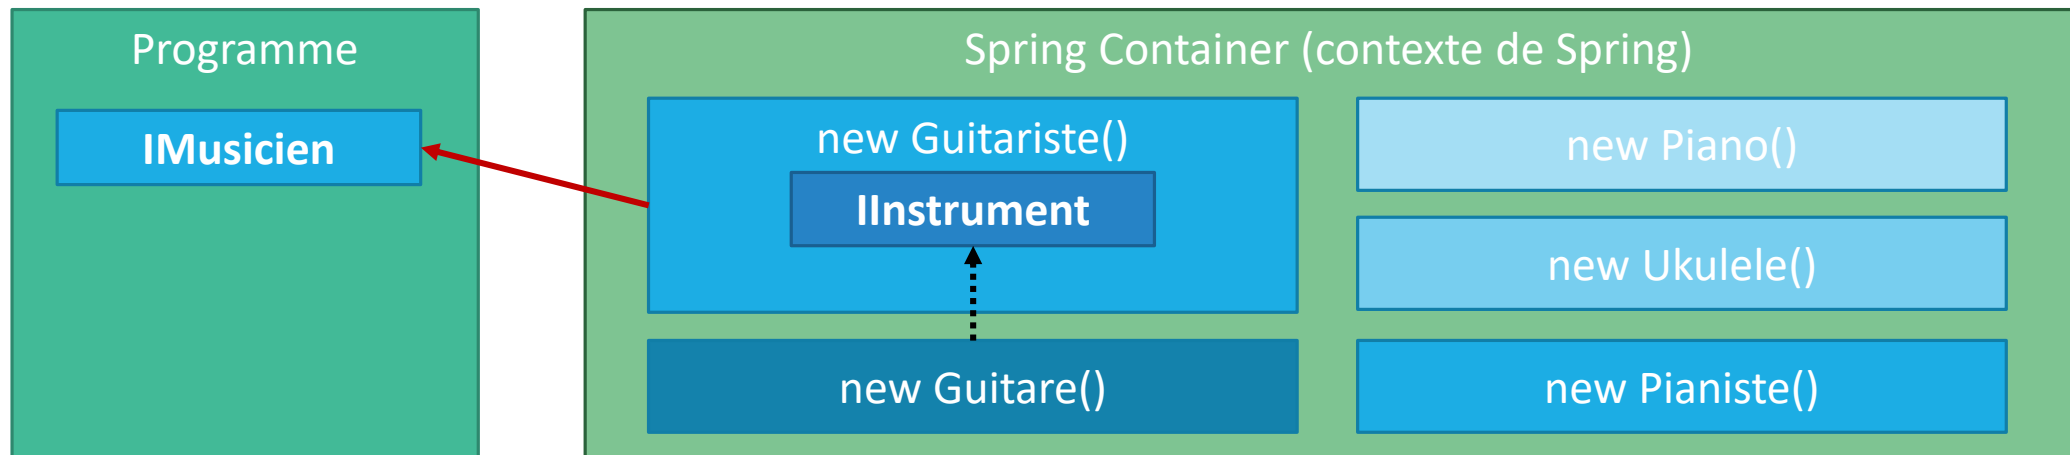 Programme
IMusicien
Spring Container (contexte de Spring)
new Guitariste()
IInstrument
new Guitare()
new Piano()
new Ukulele()
new Pianiste()